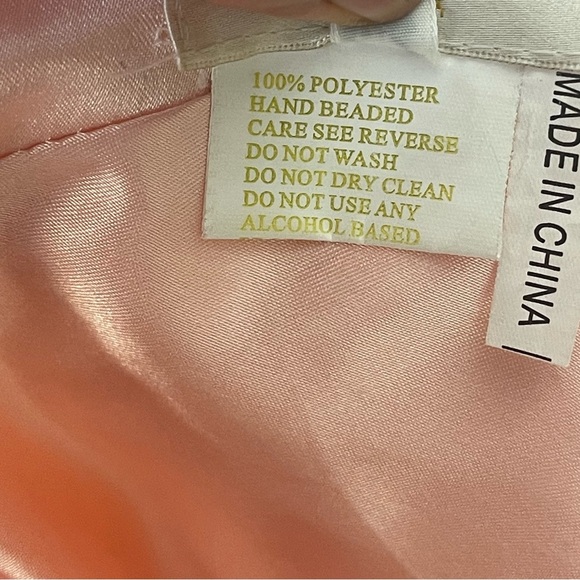 100% POLYESTER
HAND BEADED
CARE SEE REVERSE
DO NOT WASH
DO NOT DRY CLEAN
DO NOT USE ANY
ALCOHOL BASED
MADE IN CHINA